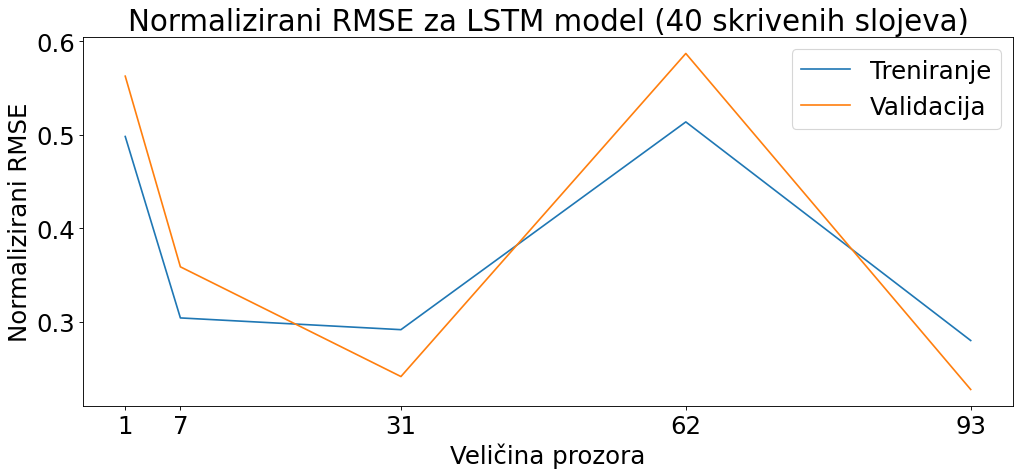 Normalizirani RMSE za LSTM model (40 skrivenih slojeva)
Normalizirani RMSE
0.6
0.5
0.4
0.3
Treniranje
Validacija
1 7 31 62 93
Veličina prozora